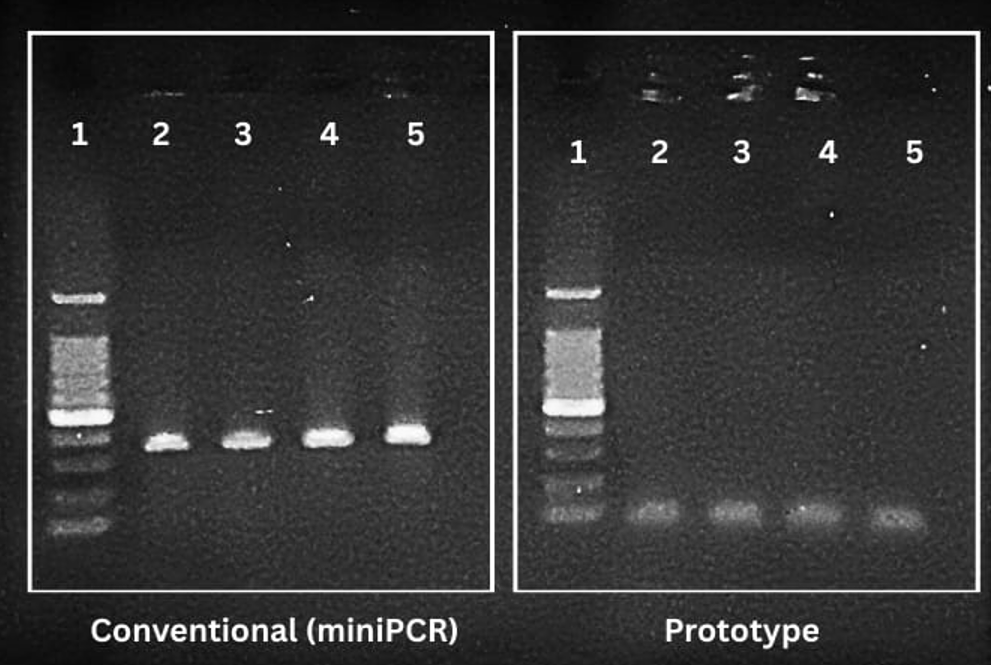 1 2 3 4 5
1 2 3 4 5
Conventional (miniPCR)
Prototype